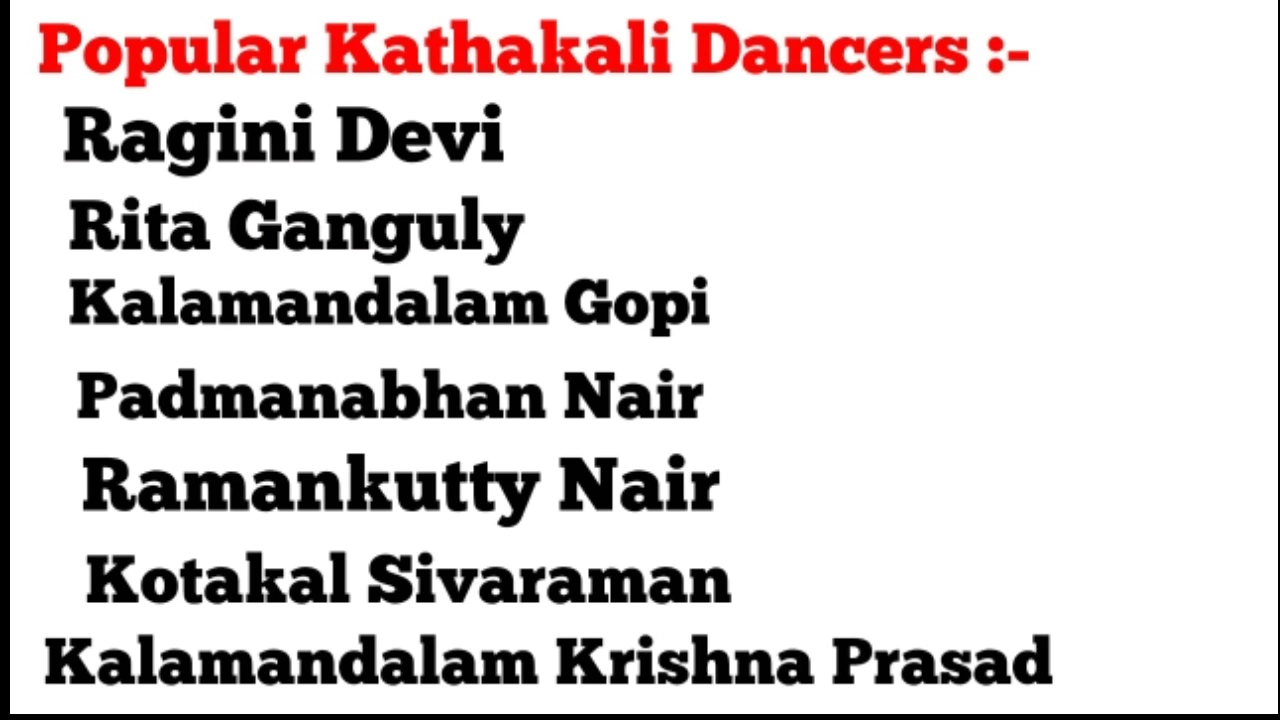 Popular Kathakali Dancers :-
Ragini Devi
Rita Ganguly
Kalamandalam Gopi
Padmanabhan Nair
Ramankutty Nair
Kotakal Sivaraman
Kalamandalam Krishna Prasad